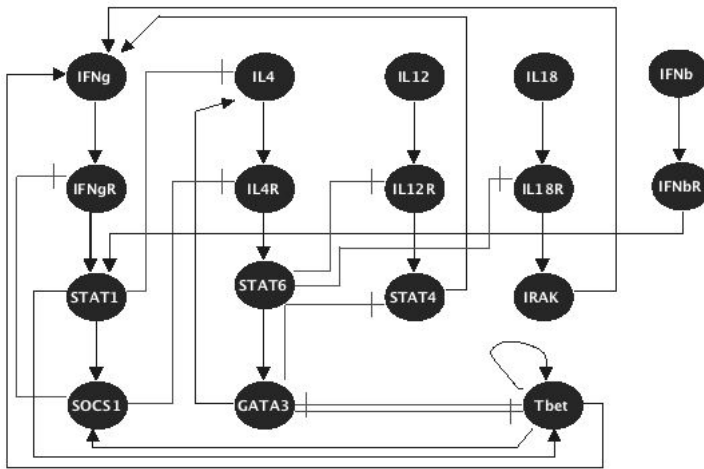 IFNg
IL4
IL12
IL18
IFNb
IFNgR
IL4R
IL12R
IL18R
IFNbR
STAT1
STAT6
STAT4
IRAK
SOCS1
GATA3
Tbet